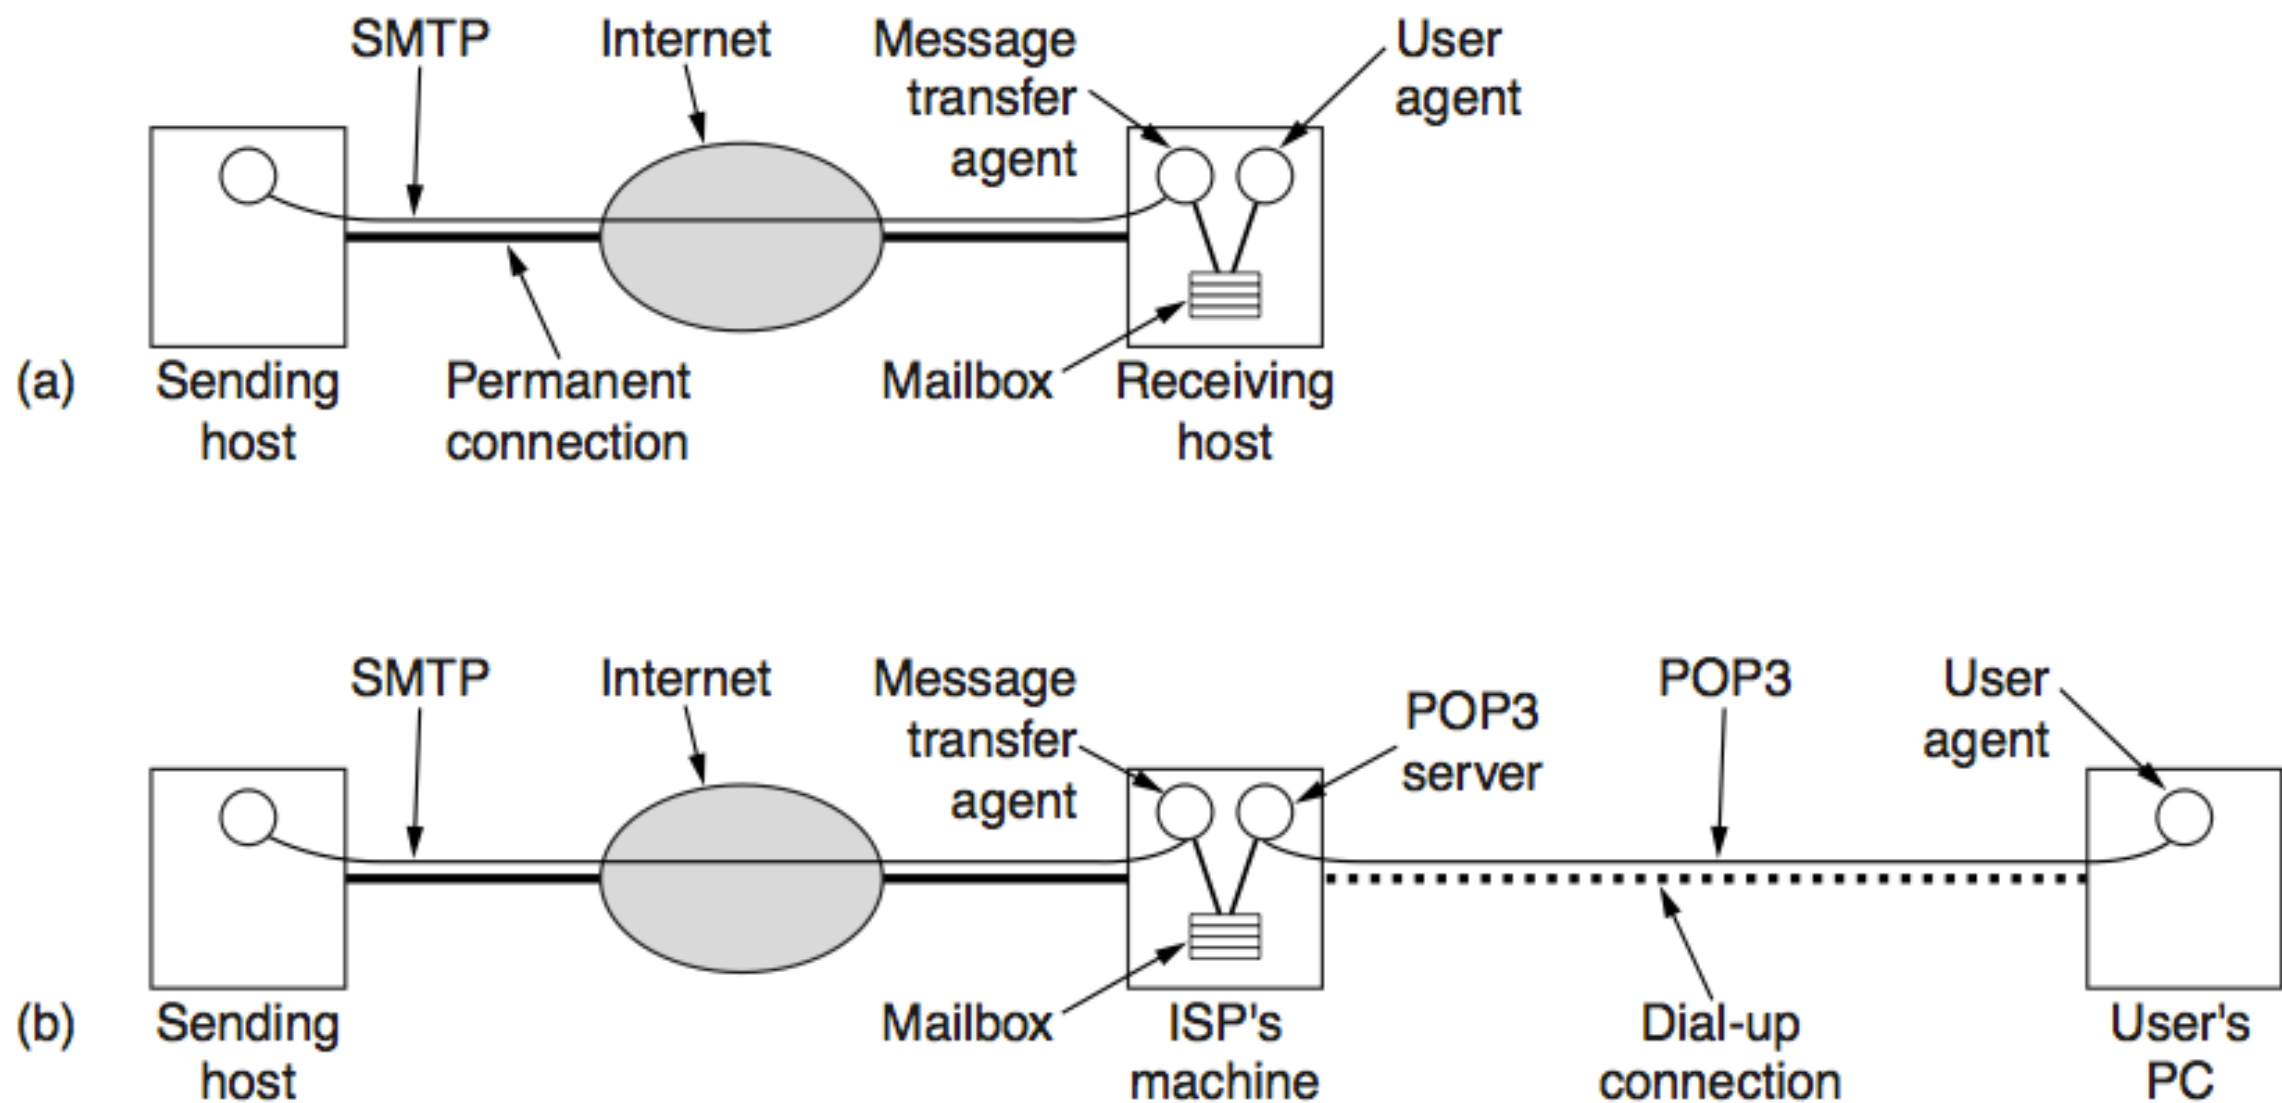 SMTP
Internet
Message
transfer
agent
User
agent
(a)
Sending
host
Permanent
connection
Mailbox
Receiving
host
SMTP
Internet
Message
transfer
agent
POP3
server
POP3
User
agent
(b)
Sending
host
Mailbox
ISP's
machine
Dial-up
connection
User's
PC